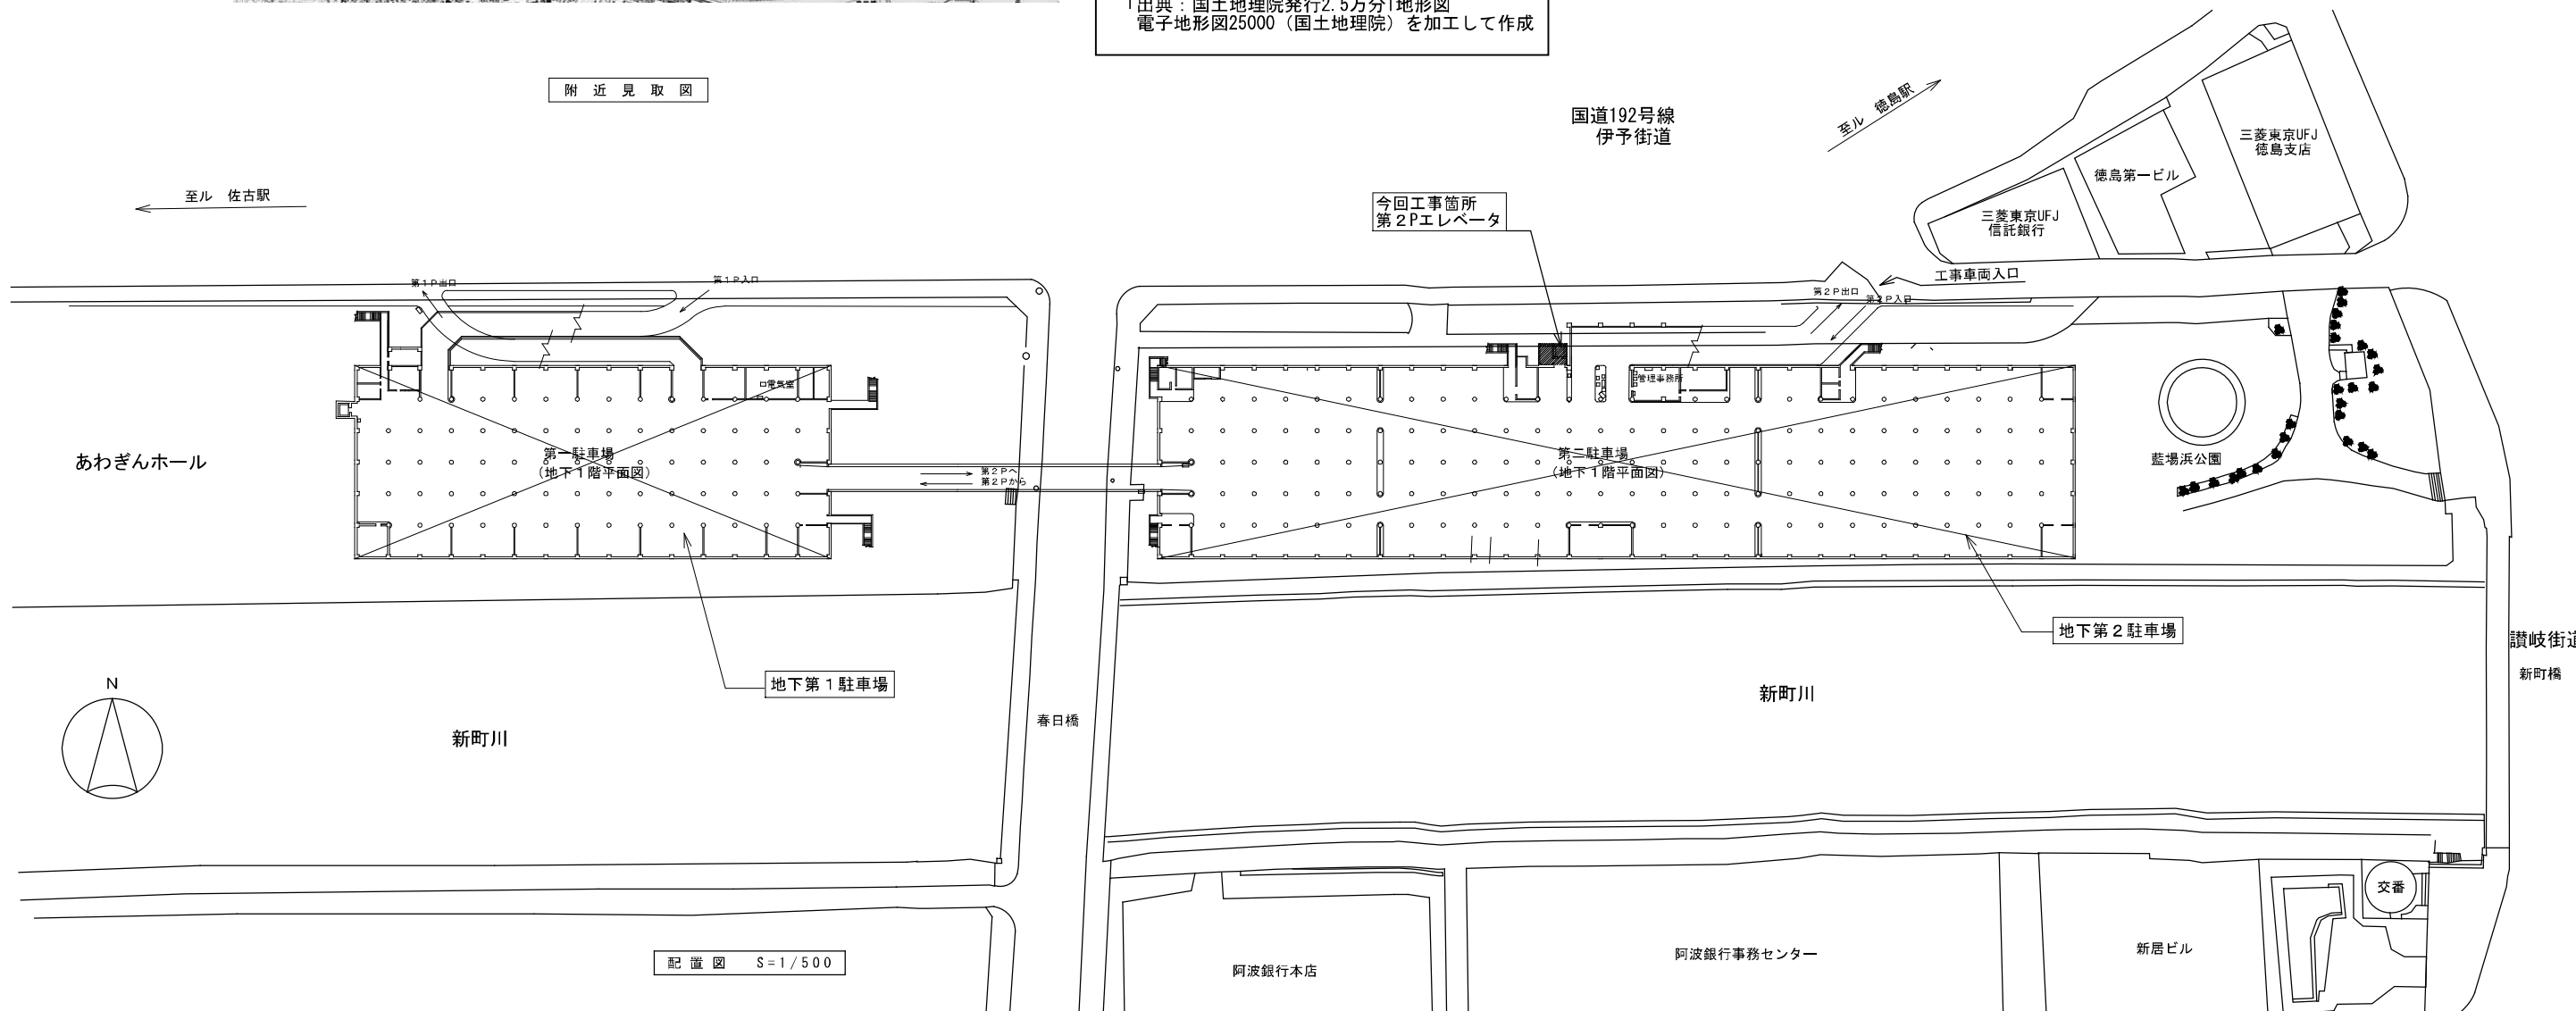 「出典：国土地理院発行2.5万分1地形図
電子地形図25000（国土地理院）を加工して作成
附近見取図
国道192号線
伊予街道
至ル 徳島駅
三菱東京UFJ
徳島支店
徳島第一ビル
三菱東京UFJ
信託銀行
至ル 佐古駅
今回工事箇所
第２Pエレベータ
工事車両入口
第１Ｐ出口
第１Ｐ入口
第２Ｐ出口
第２Ｐ入口
電気室
管理事務所
あわぎんホール
第一駐車場
（地下１階平面図）
第２Ｐへ
第２Ｐから
第二駐車場
（地下１階平面図）
藍場浜公園
地下第２駐車場
讃岐街道
新町橋
地下第１駐車場
N
新町川
春日橋
新町川
交番
配置図 S=1/500
阿波銀行本店
阿波銀行事務センター
新居ビル